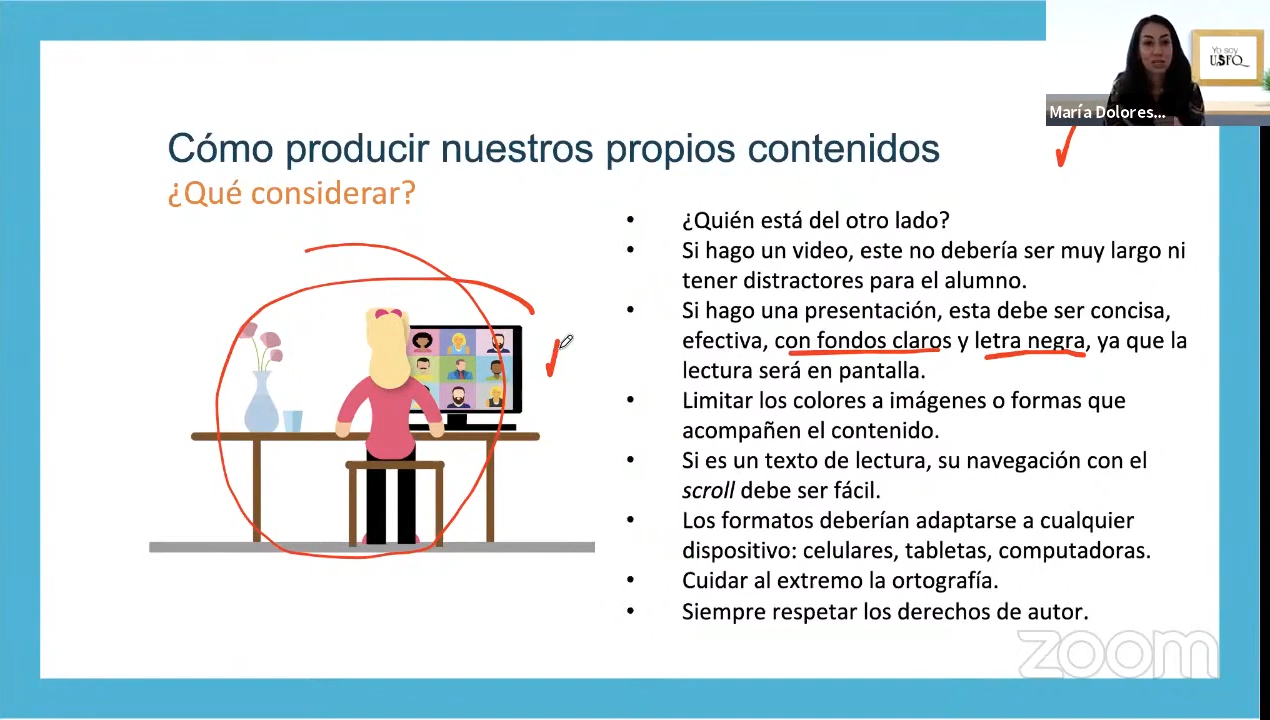 Yo soy
USFQ
María Dolores...
Cómo producir nuestros propios contenidos
¿Qué considerar?
• ¿Quién está del otro lado?
• Si hago un video, este no debería ser muy largo ni
tener distractores para el alumno.
• Si hago una presentación, esta debe ser concisa,
efectiva, con fondos claros y letra negra, ya que la
lectura será en pantalla.
• Limitar los colores a imágenes o formas que
acompañen el contenido.
• Si es un texto de lectura, su navegación con el
scroll debe ser fácil.
• Los formatos deberían adaptarse a cualquier
dispositivo: celulares, tabletas, computadoras.
• Cuidar al extremo la ortografía.
• Siempre respetar los derechos de autor.
zoom